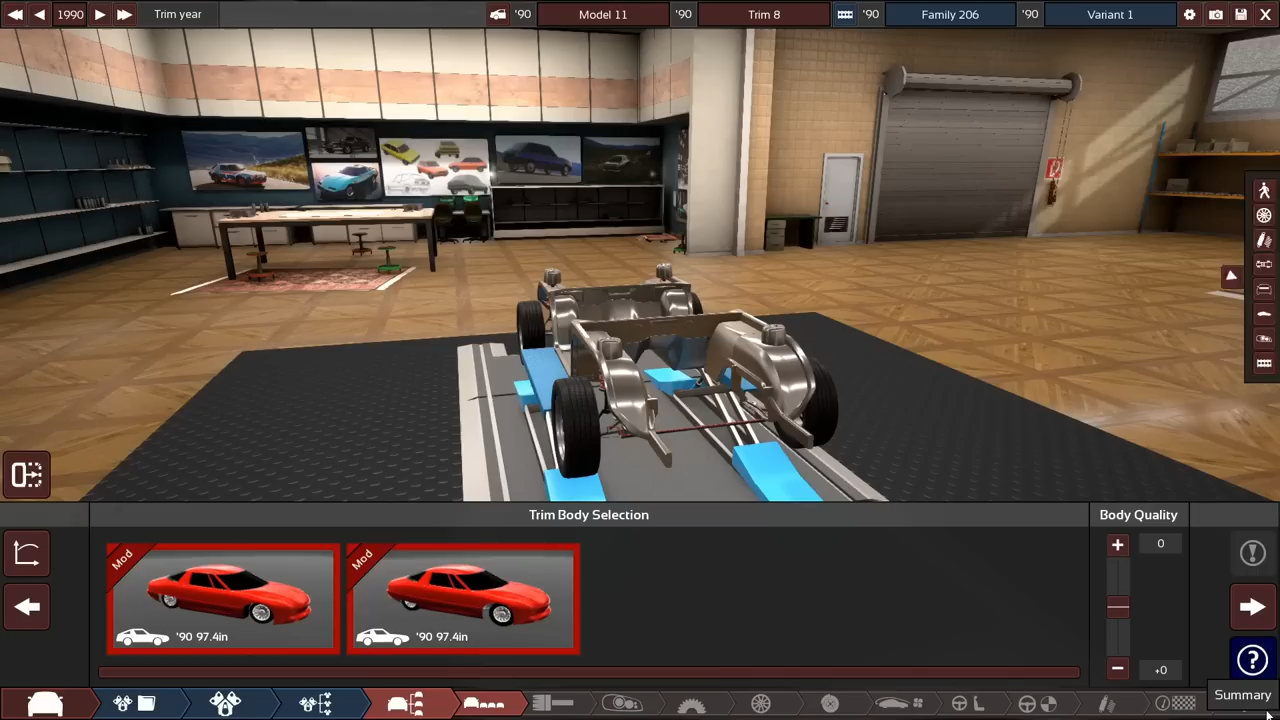 1990 Trim year '90 Model 11 '90 Trim 8 '90 Family 206 '90 Variant 1
Trim Body Selection
Body Quality
Mod
Mod
0
'90 97.4in
'90 97.4in
+0
Summary